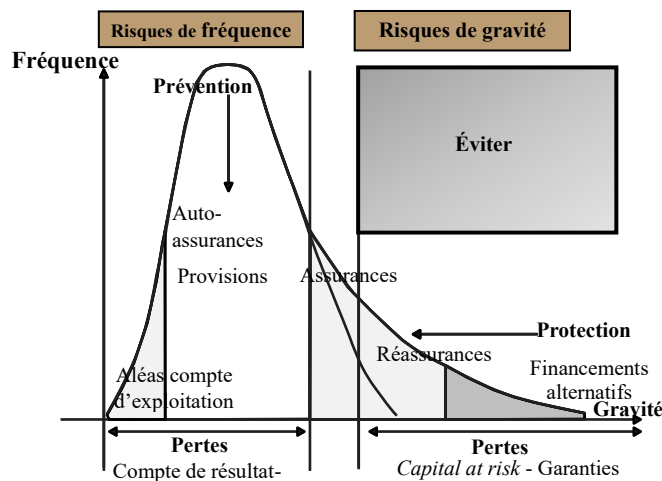 Risques de fréquence
Risques de gravité
Fréquence
Prévention
Éviter
Auto-
assurances
Provisions
Assurances
Protection
Réassurances
Financements
alternatifs
Aléas compte
d'exploitation
Gravité
Pertes
Compte de résultat-
Pertes
Capital at risk - Garanties